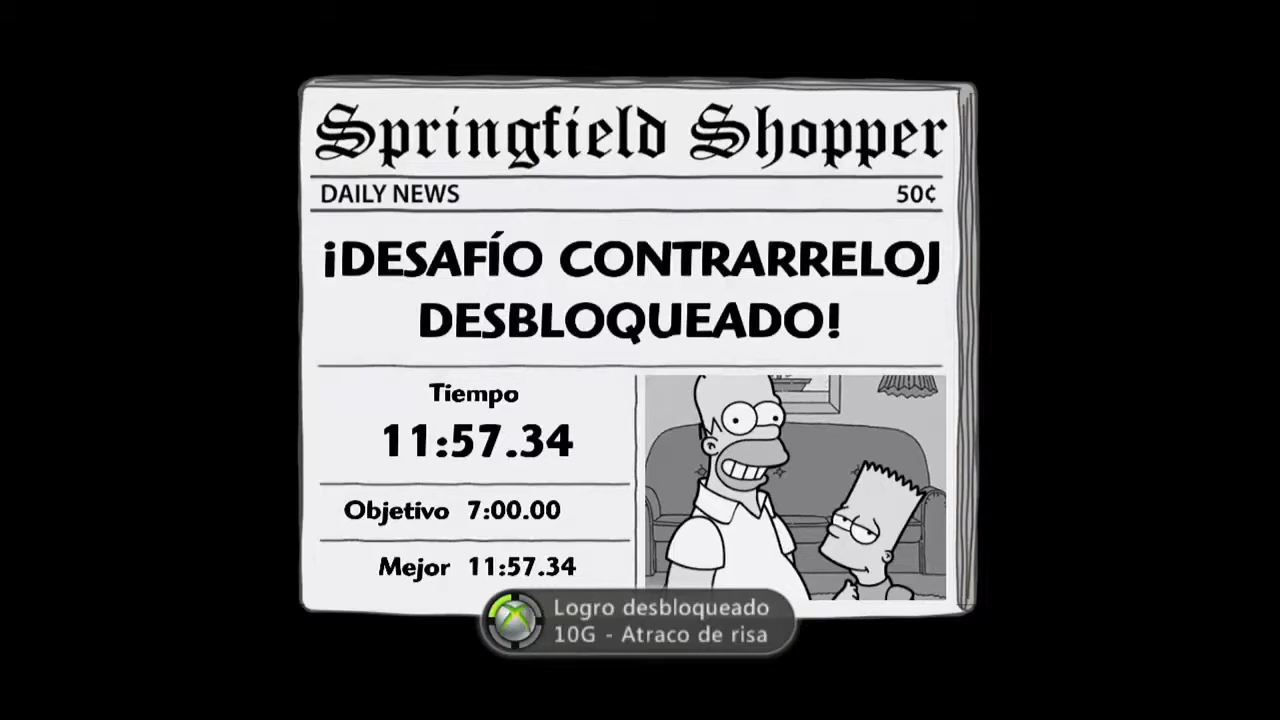 Springfield Shopper
DAILY NEWS 50¢
¡DESAFÍO CONTRARRELOJ
DESBLOQUEADO!
Tiempo
11:57.34
Objetivo 7:00.00
Mejor 11:57.34
Logro desbloqueado
10G - Atraco de risa